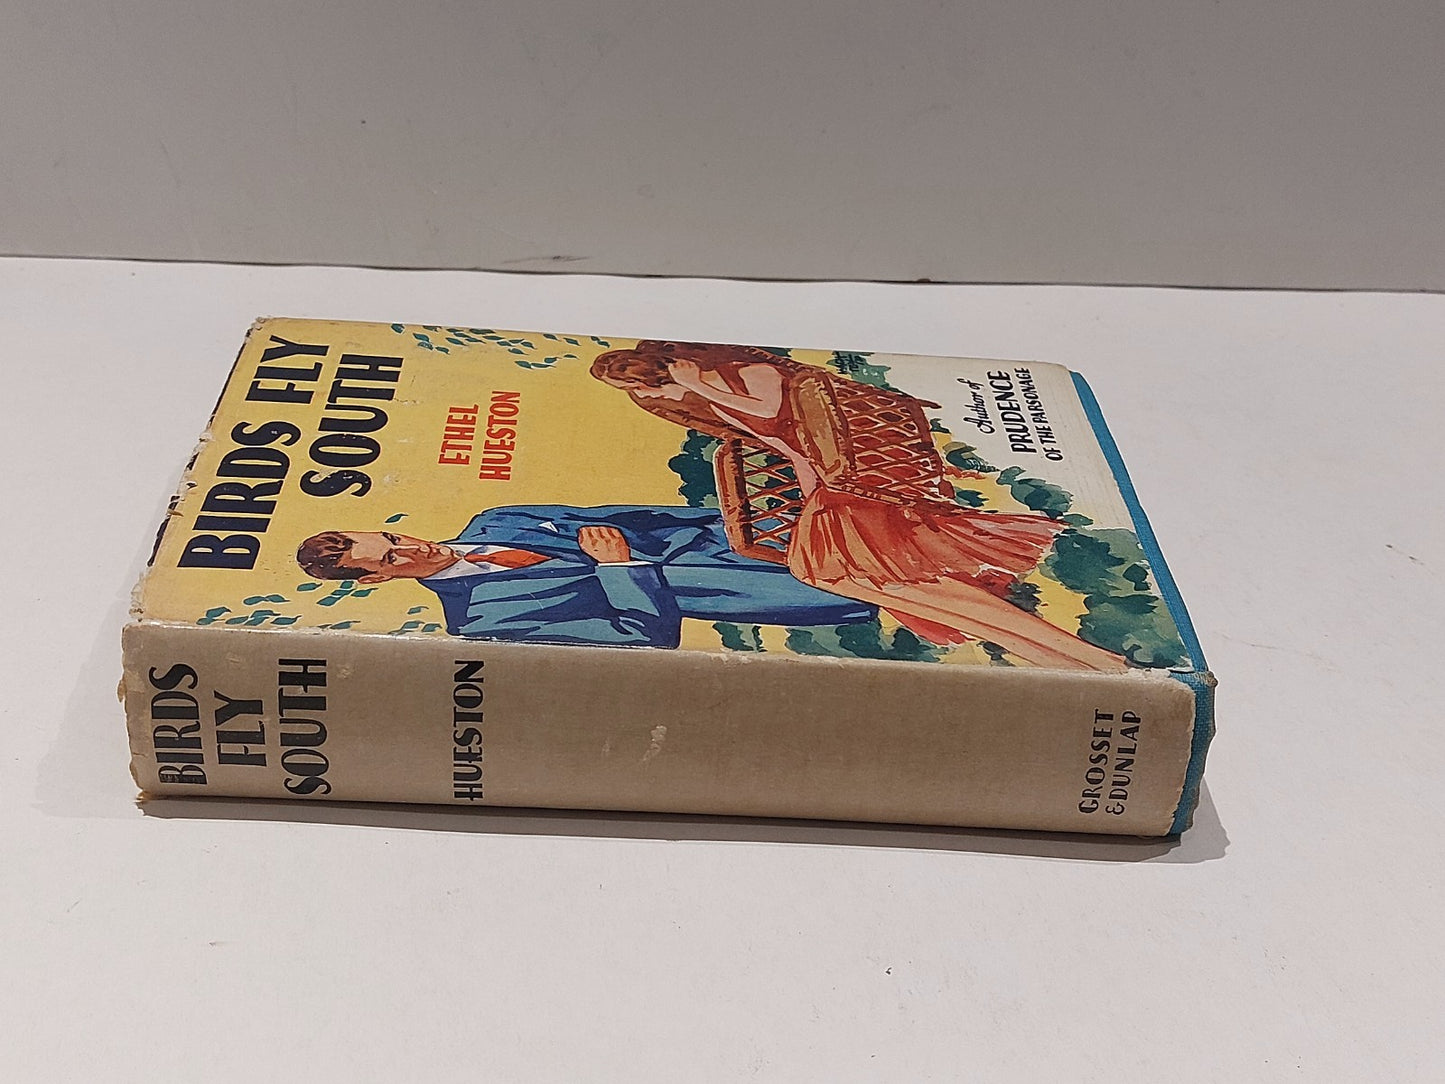 BIRDS FLY
SOUTH
ETHEL
HUESTON
Author of
PRUDENCE
OF THE PARSONAGE
BIRDS
FLY
SOUTH
HUESTON
GROSSET
& DUNLAP